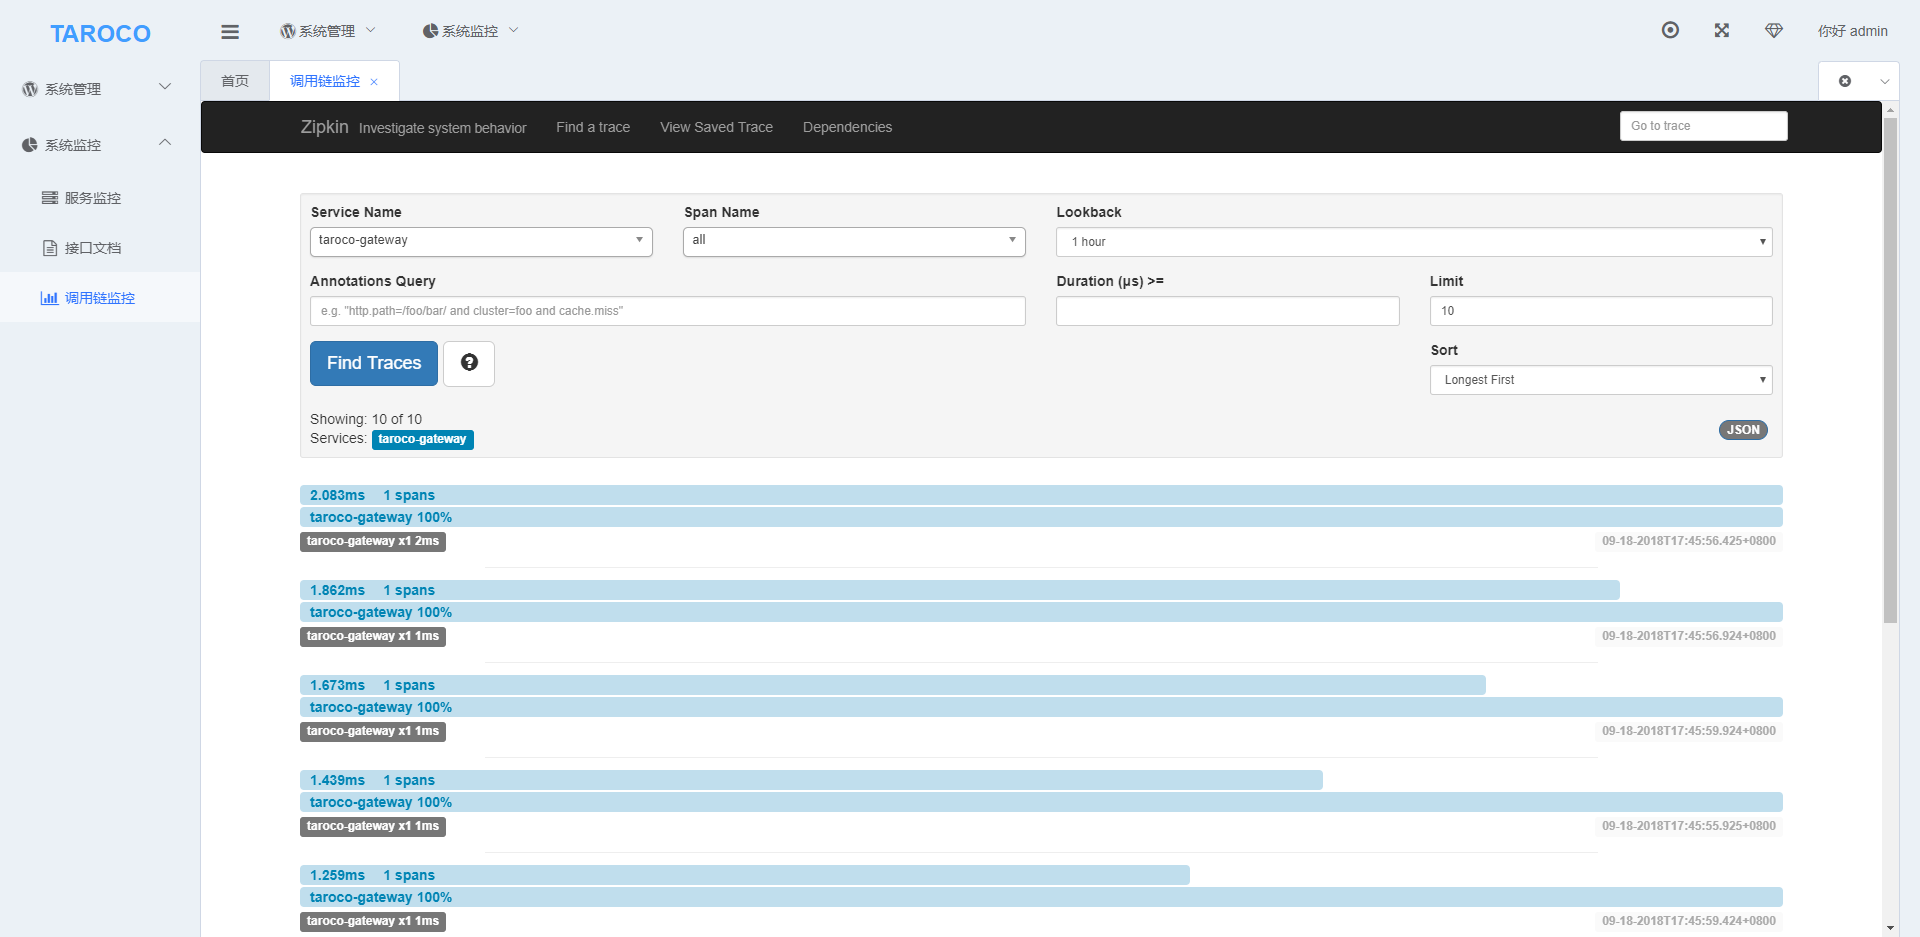 TAROCO
系统管理
系统监控
你好 admin
系统管理
系统监控
服务监控
接口文档
调用链监控
首页
调用链监控
Zipkin Investigate system behavior
Find a trace
View Saved Trace
Dependencies
Go to trace
Service Name
Span Name
Lookback
taroco-gateway
all
1 hour
Annotations Query
Duration (μs) >=
Limit
e.g. "http.path=/foo/bar/ and cluster=foo and cache.miss"
10
Find Traces
Sort
Longest First
Showing: 10 of 10
Services: taroco-gateway
JSON
2.083ms 1 spans
taroco-gateway 100%
taroco-gateway x1 2ms
09-18-2018T17:45:56.425+0800
1.862ms 1 spans
taroco-gateway 100%
taroco-gateway x1 1ms
09-18-2018T17:45:56.924+0800
1.673ms 1 spans
taroco-gateway 100%
taroco-gateway x1 1ms
09-18-2018T17:45:59.924+0800
1.439ms 1 spans
taroco-gateway 100%
taroco-gateway x1 1ms
09-18-2018T17:45:55.925+0800
1.259ms 1 spans
taroco-gateway 100%
taroco-gateway x1 1ms
09-18-2018T17:45:59.424+0800